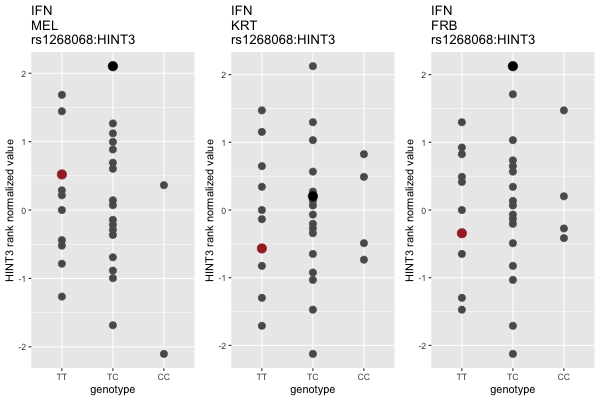 IFN
MEL
rs1268068:HINT3
HINT3 rank normalized value
2
1
0
-1
-2
TT
TC
CC
genotype
IFN
KRT
rs1268068:HINT3
HINT3 rank normalized value
2
1
0
-1
-2
TT
TC
CC
genotype
IFN
FRB
rs1268068:HINT3
HINT3 rank normalized value
2
1
0
-1
-2
TT
TC
CC
genotype